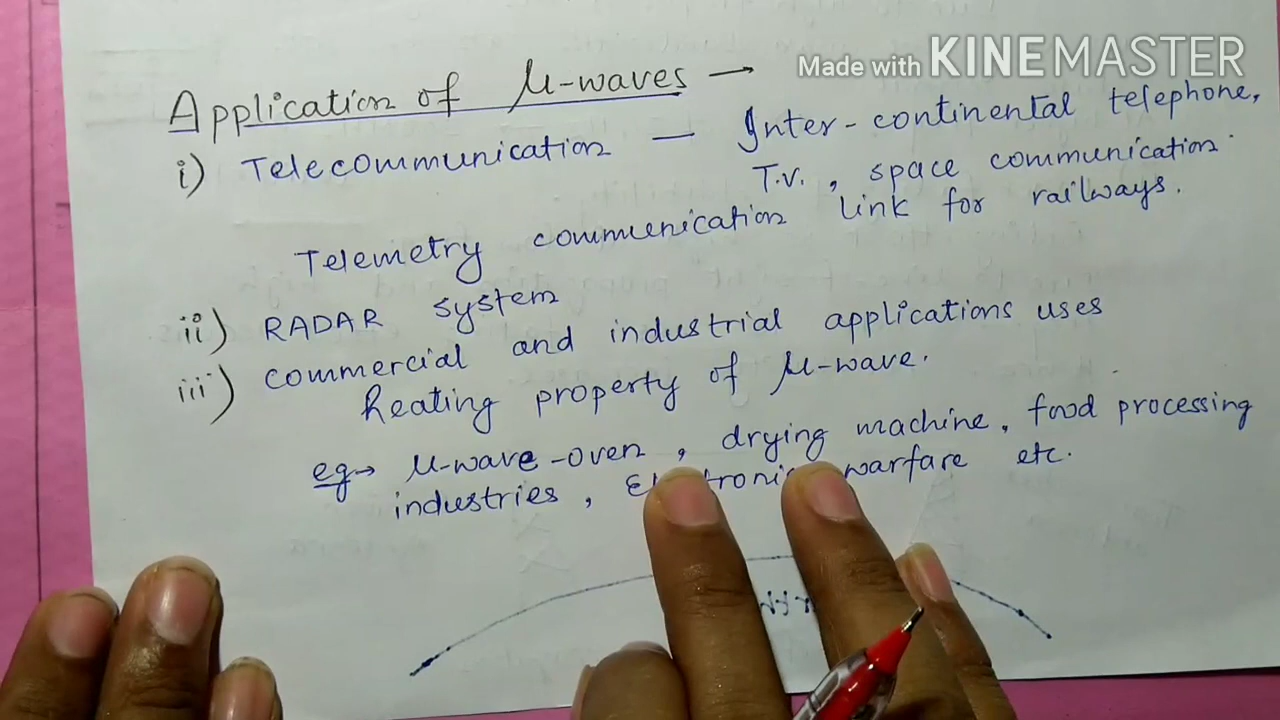 Made with KINEMASTER
Application of μ-waves →
i) Telecommunication — Inter-continental telephone,
T.V., space communication.
Telemetry communication link for railways.
ii) RADAR system
iii) commercial and industrial applications uses
heating property of μ-wave.
eg→ μ-wave-oven, drying machine, food processing
industries, warfare etc.